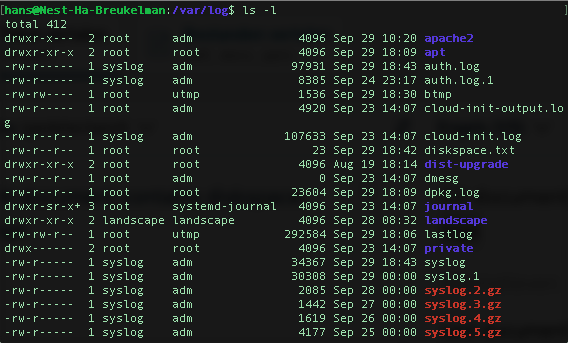 [hans@Nest-Ha-Breukelman:/var/log$ ls -l ]
total 412
drwxr-x--- 2 root adm 4096 Sep 29 10:20 apache2
drwxr-xr-x 2 root root 4096 Sep 29 18:09 apt
-rw-r----- 1 syslog adm 97931 Sep 29 18:43 auth.log
-rw-r----- 1 syslog adm 8385 Sep 24 23:17 auth.log.1
-rw-rw---- 1 root utmp 1536 Sep 29 18:30 btmp
-rw-r----- 1 root adm 4920 Sep 23 14:07 cloud-init-output.lo
g
-rw-r--r-- 1 syslog adm 107633 Sep 23 14:07 cloud-init.log
-rw-r--r-- 1 root root 23 Sep 29 18:42 diskspace.txt
drwxr-xr-x 2 root root 4096 Aug 19 18:14 dist-upgrade
-rw-r--r-- 1 root adm 0 Sep 23 14:07 dmesg
-rw-r--r-- 1 root root 23604 Sep 29 18:09 dpkg.log
drwxr-sr-x+ 3 root systemd-journal 4096 Sep 23 14:07 journal
drwxr-xr-x 2 landscape landscape 4096 Sep 28 08:32 landscape
-rw-rw-r-- 1 root utmp 292584 Sep 29 18:06 lastlog
drwx------ 2 root root 4096 Sep 23 14:07 private
-rw-r----- 1 syslog adm 34367 Sep 29 18:43 syslog
-rw-r----- 1 syslog adm 30308 Sep 29 00:00 syslog.1
-rw-r----- 1 syslog adm 2085 Sep 28 00:00 syslog.2.gz
-rw-r----- 1 syslog adm 1442 Sep 27 00:00 syslog.3.gz
-rw-r----- 1 syslog adm 1619 Sep 26 00:00 syslog.4.gz
-rw-r----- 1 syslog adm 4177 Sep 25 00:00 syslog.5.gz